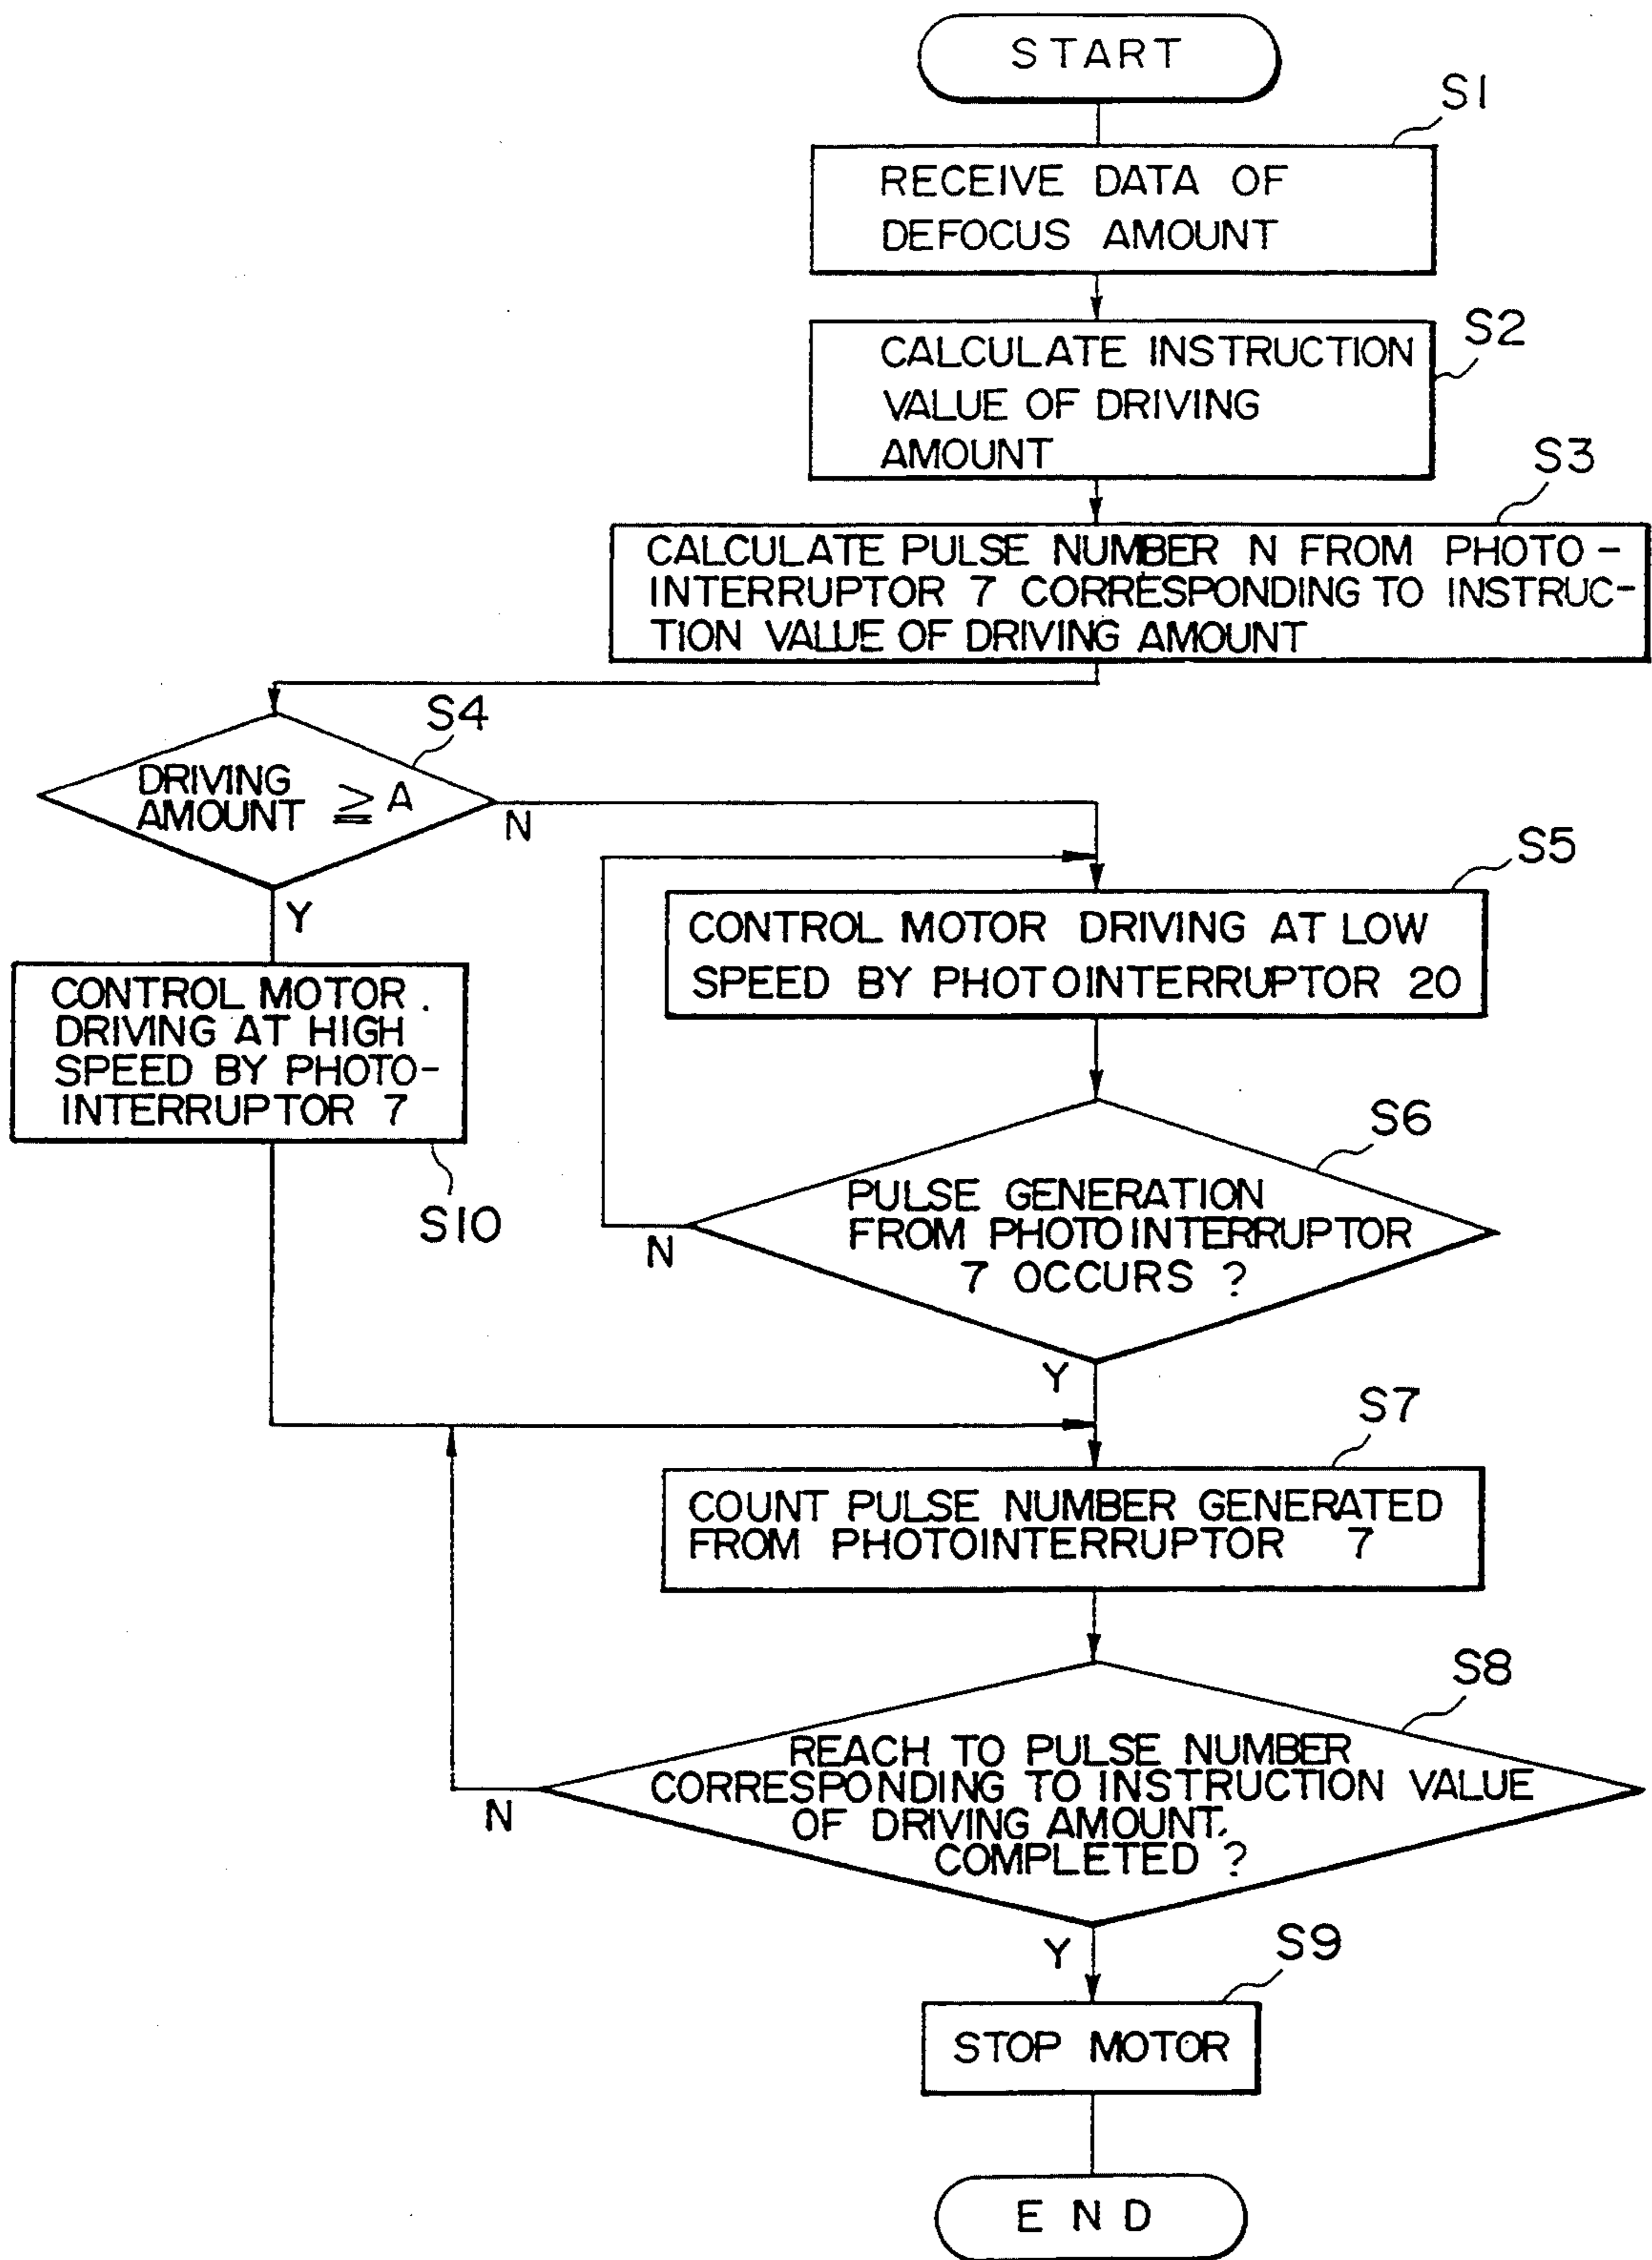 START
S1
RECEIVE DATA OF
DEFOCUS AMOUNT
S2
CALCULATE INSTRUCTION
VALUE OF DRIVING
AMOUNT
S3
CALCULATE PULSE NUMBER N FROM PHOTO-
INTERRUPTOR 7 CORRESPONDING TO INSTRUC-
TION VALUE OF DRIVING AMOUNT
S4
DRIVING
AMOUNT ≧ A
N
Y
S5
CONTROL MOTOR DRIVING AT LOW
SPEED BY PHOTOINTERRUPTOR 20
CONTROL MOTOR
DRIVING AT HIGH
SPEED BY PHOTO-
INTERRUPTOR 7
S10
S6
PULSE GENERATION
FROM PHOTOINTERRUPTOR
7 OCCURS ?
N
Y
S7
COUNT PULSE NUMBER GENERATED
FROM PHOTOINTERRUPTOR 7
S8
REACH TO PULSE NUMBER
CORRESPONDING TO INSTRUCTION VALUE
OF DRIVING AMOUNT.
COMPLETED ?
N
Y
S9
STOP MOTOR
END